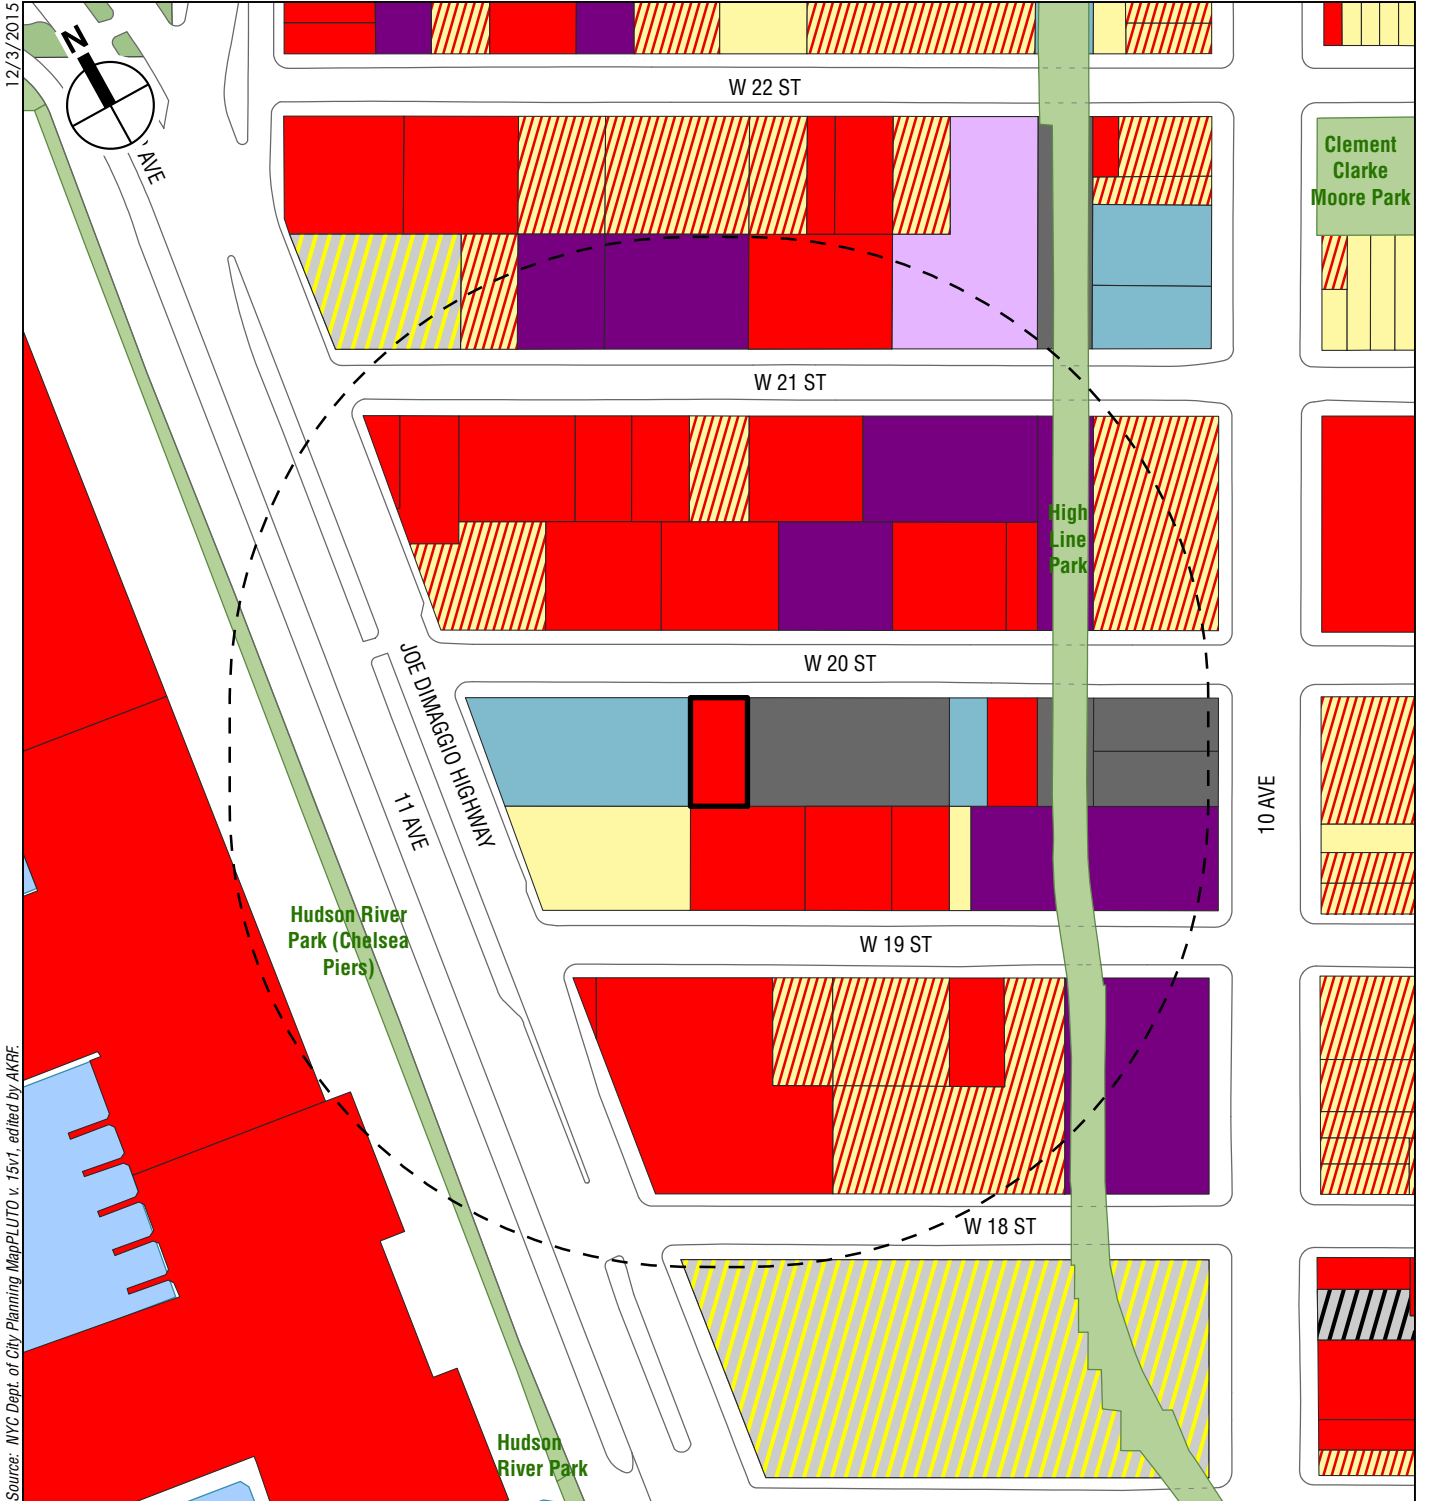 12/3/2015
N
AVE
W 22 ST
Clement
Clarke
Moore Park
W 21 ST
High
Line
Park
W 20 ST
JOE DIMAGGIO HIGHWAY
11 AVE
10 AVE
Hudson River
Park (Chelsea
Piers)
W 19 ST
W 18 ST
Hudson
River Park
Source: NYC Dept. of City Planning MapPLUTO v. 15v1, edited by AKRF.